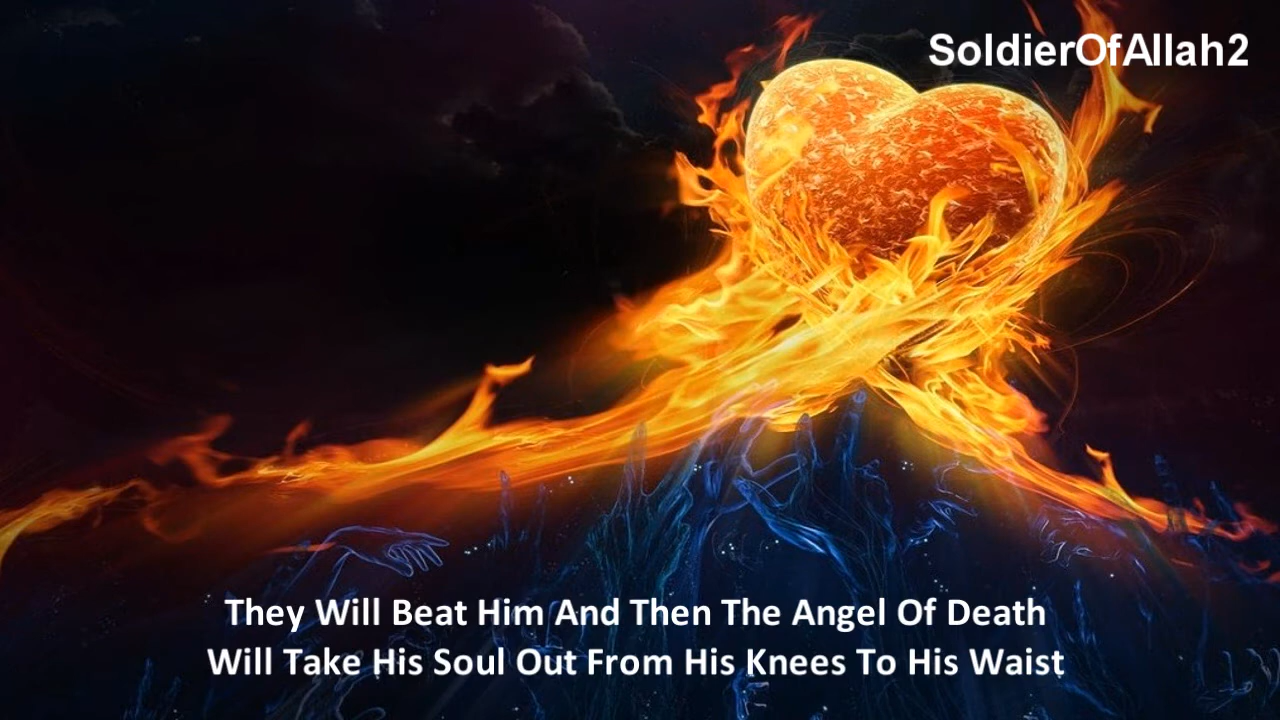 SoldierOfAllah2
They Will Beat Him And Then The Angel Of Death
Will Take His Soul Out From His Knees To His Waist